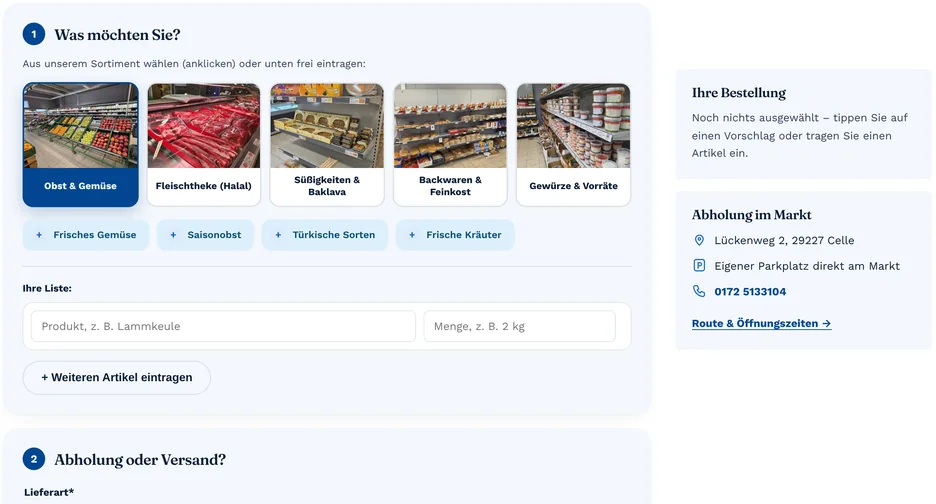 1 Was möchten Sie?
Aus unserem Sortiment wählen (anklicken) oder unten frei eintragen:
Obst & Gemüse
Fleischtheke (Halal)
Süßigkeiten &
Baklava
Backwaren &
Feinkost
Gewürze & Vorräte
+ Frisches Gemüse
+ Saisonobst
+ Türkische Sorten
+ Frische Kräuter
Ihre Liste:
Produkt, z. B. Lammkeule
Menge, z. B. 2 kg
+ Weiteren Artikel eintragen
2 Abholung oder Versand?
Lieferart*
Ihre Bestellung
Noch nichts ausgewählt – tippen Sie auf
einen Vorschlag oder tragen Sie einen
Artikel ein.
Abholung im Markt
Lückenweg 2, 29227 Celle
P Eigener Parkplatz direkt am Markt
0172 5133104
Route & Öffnungszeiten →